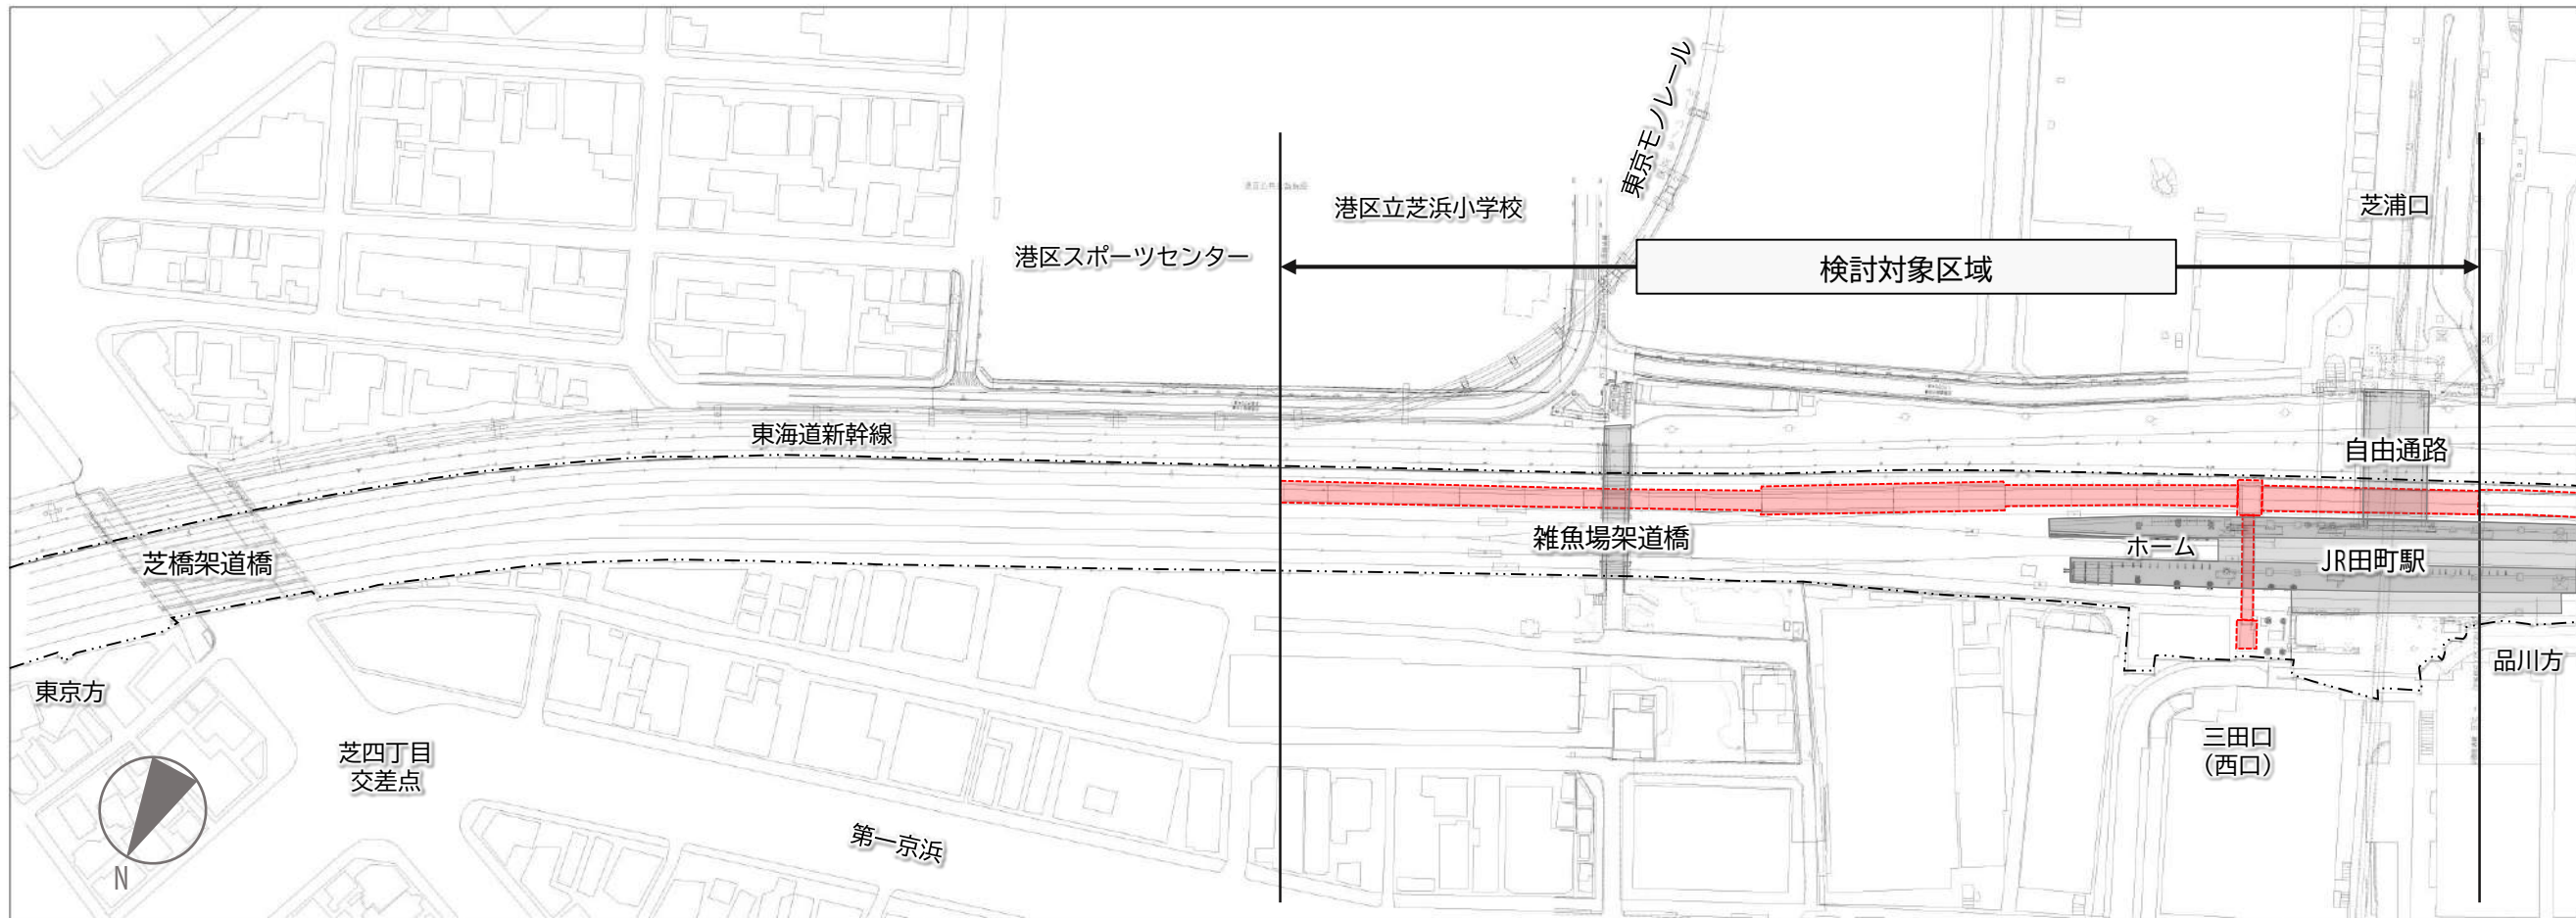 東京モノレール
港区立芝浜小学校
芝浦口
港区スポーツセンター
検討対象区域
東海道新幹線
自由通路
雑魚場架道橋
ホーム
JR田町駅
芝橋架道橋
東京方
品川方
三田口
(西口)
芝四丁目
交差点
第一京浜
N